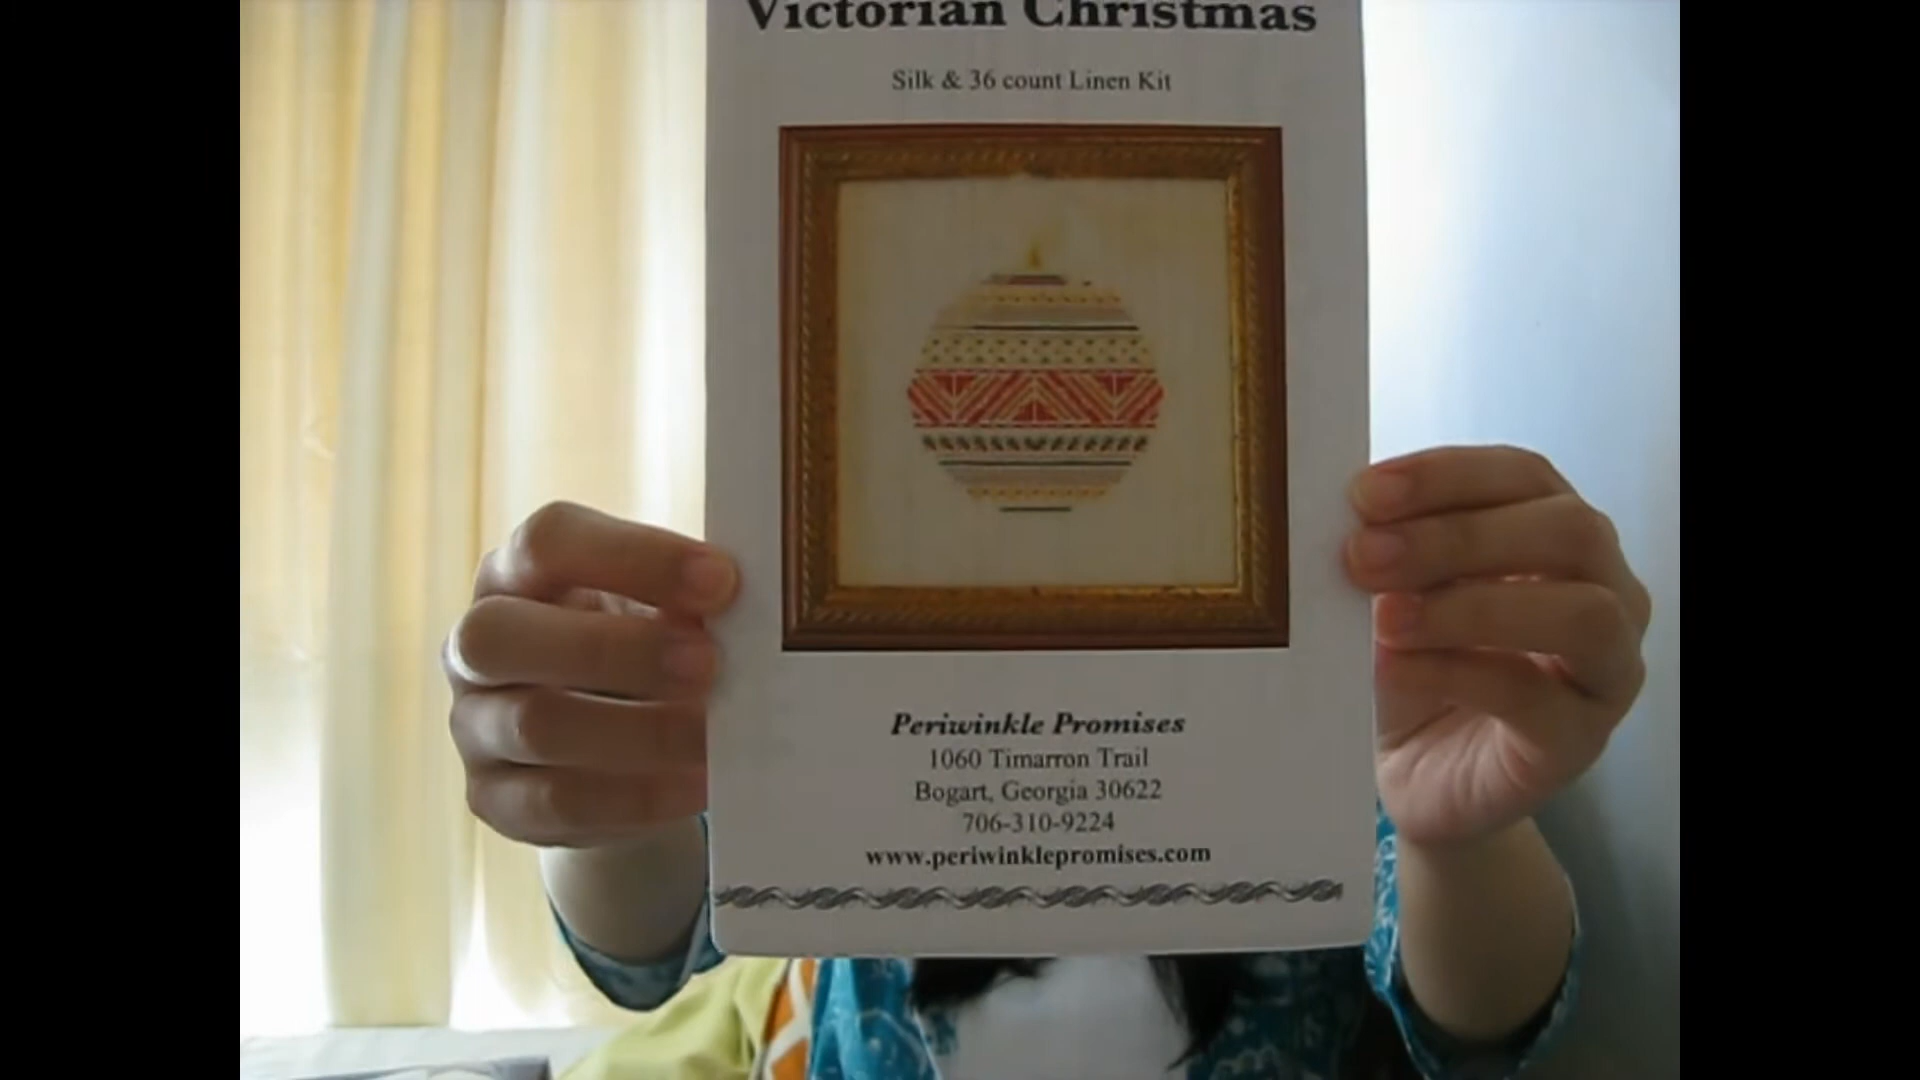 Victorian Christmas
Silk & 36 count Linen Kit
Periwinkle Promises
1060 Timarron Trail
Bogart, Georgia 30622
706-310-9224
www.periwinklepromises.com